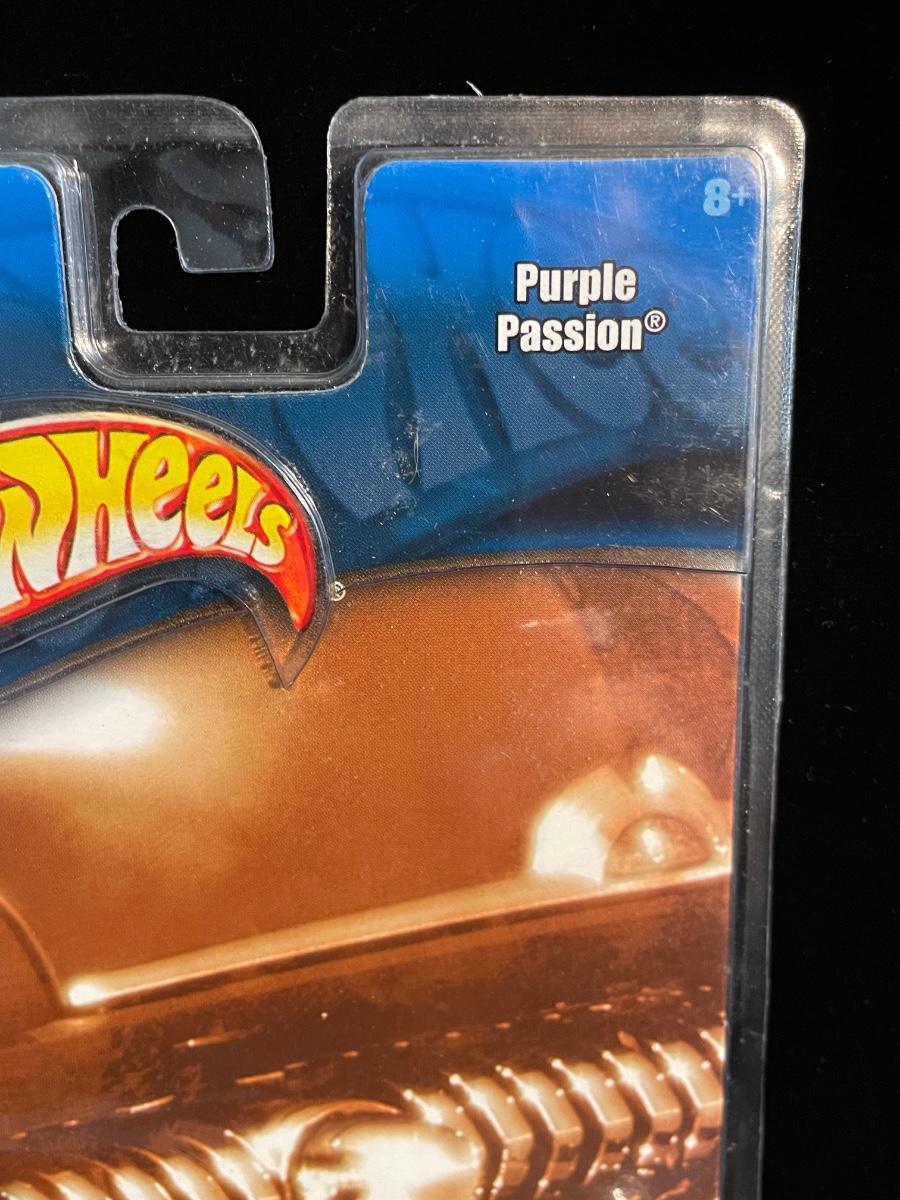 8+
Purple
Passion®
WHEELS
®